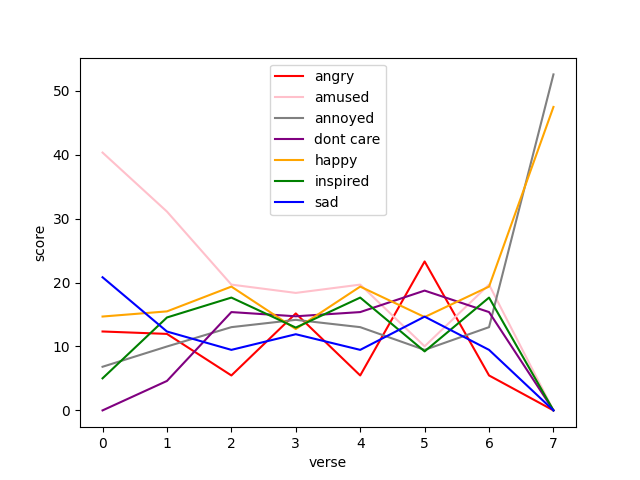 angry
amused
annoyed
dont care
happy
inspired
sad
score
50
40
30
20
10
0
0 1 2 3 4 5 6 7
verse